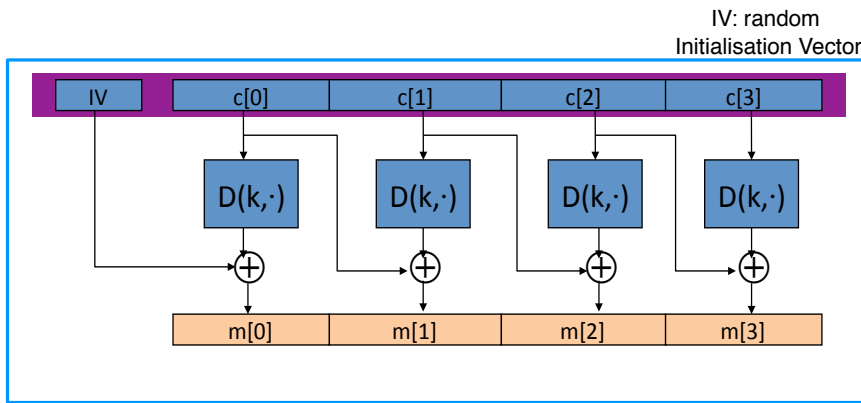 IV: random
Initialisation Vector
IV c[0] c[1] c[2] c[3]
D(k,·) D(k,·) D(k,·) D(k,·)
m[0] m[1] m[2] m[3]